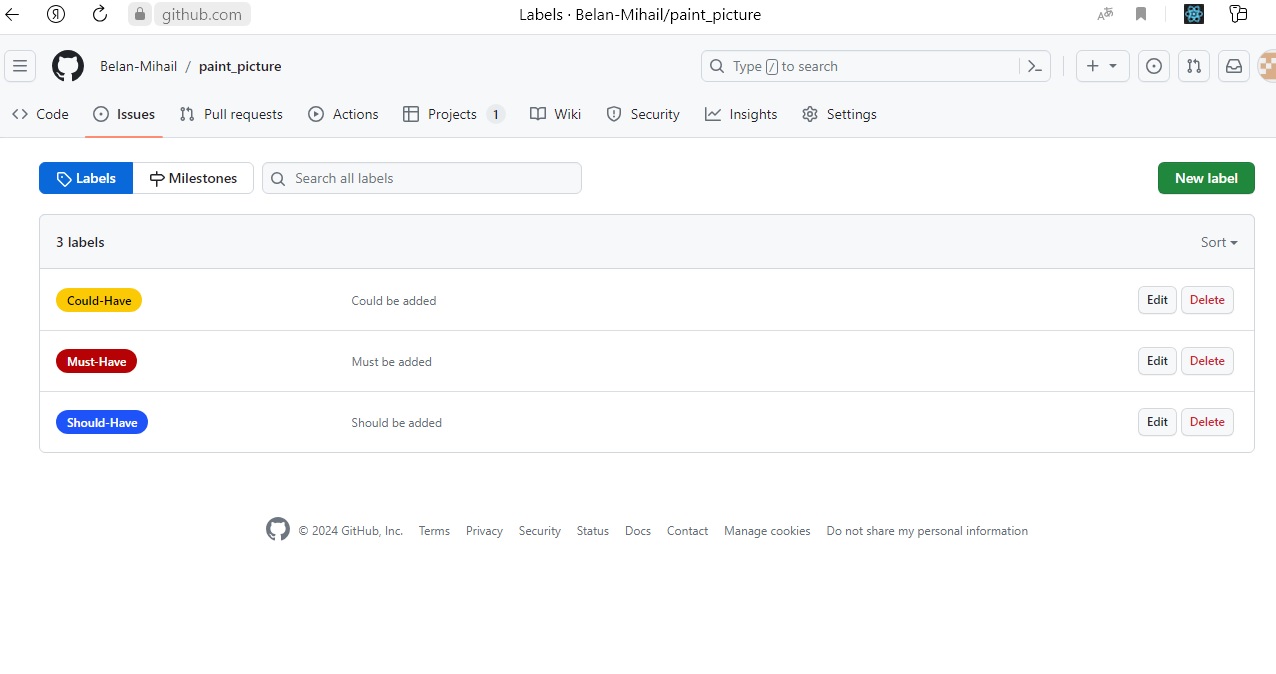 Я github.com Labels · Belan-Mihail/paint_picture
Belan-Mihail / paint_picture Type / to search
Code Issues Pull requests Actions Projects 1 Wiki Security Insights Settings
Labels Milestones Search all labels New label
3 labels Sort
Could-Have Could be added Edit Delete
Must-Have Must be added Edit Delete
Should-Have Should be added Edit Delete
© 2024 GitHub, Inc. Terms Privacy Security Status Docs Contact Manage cookies Do not share my personal information